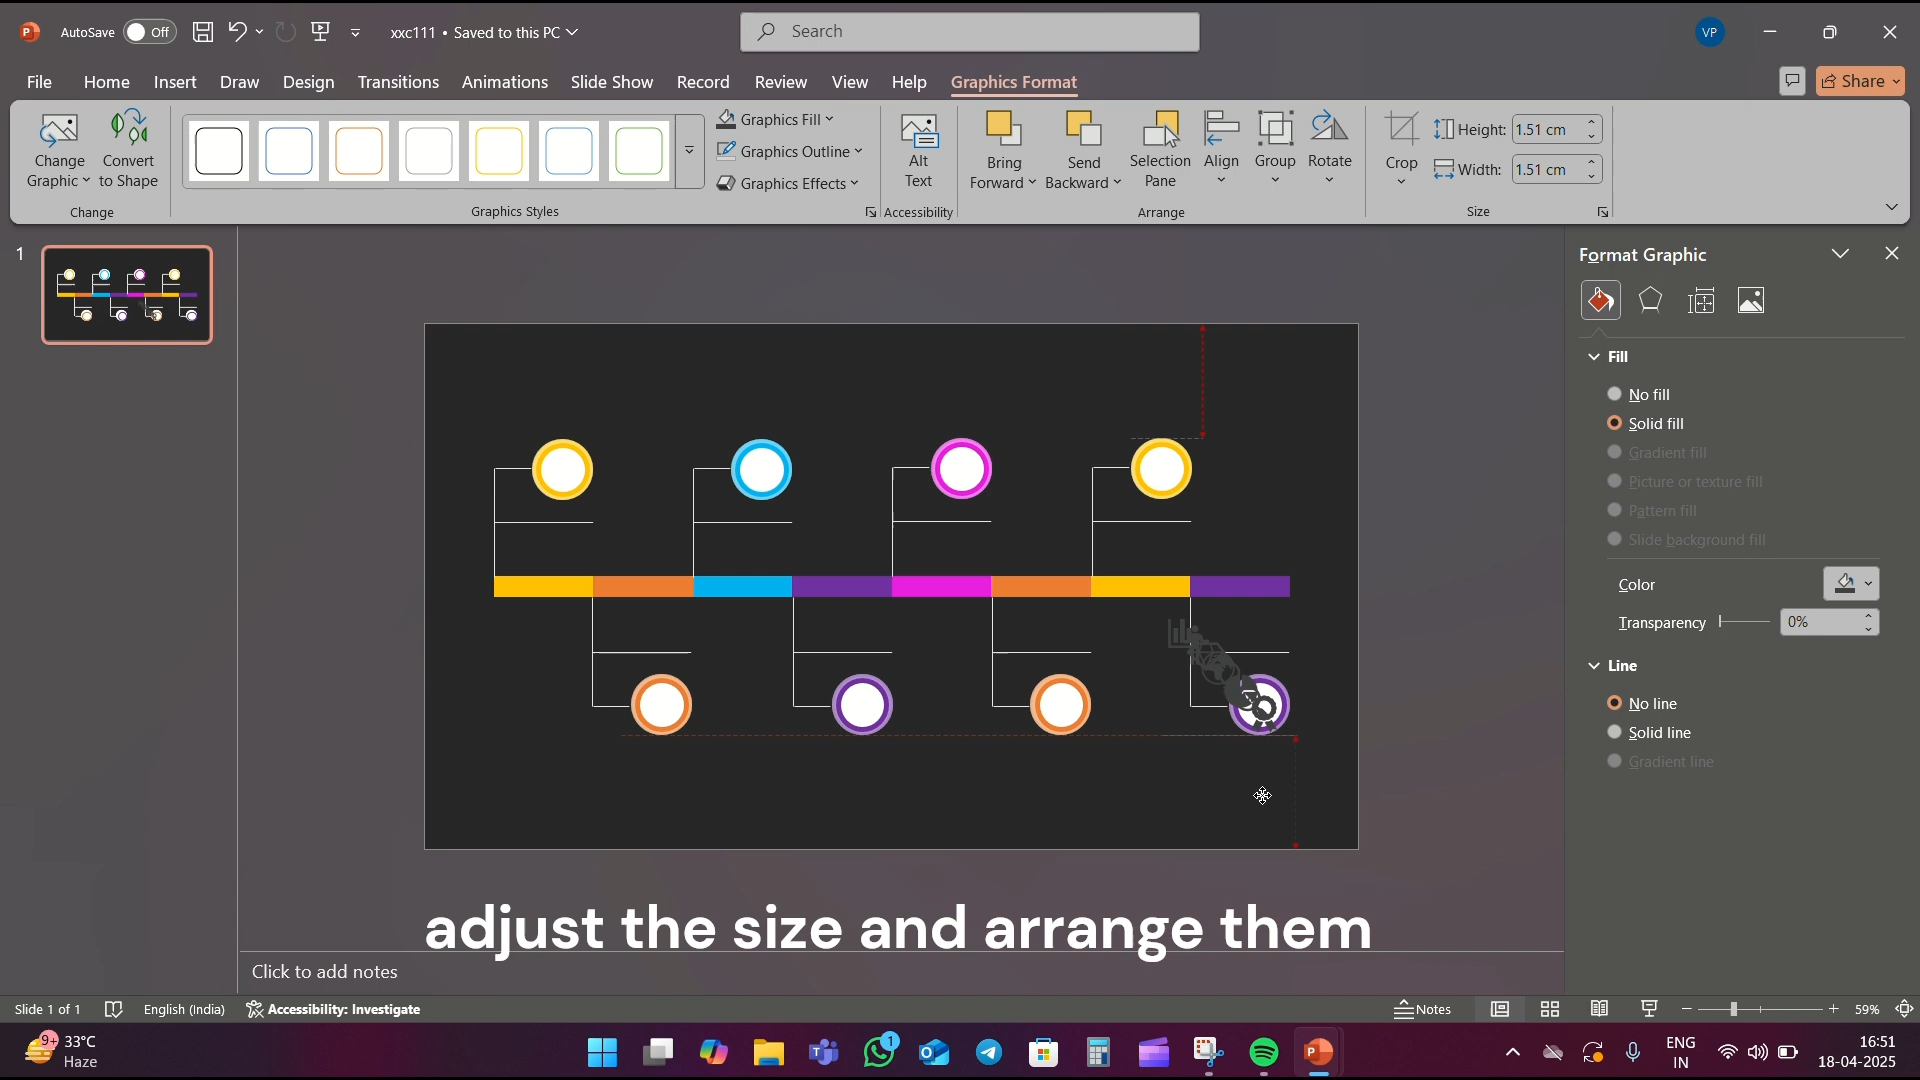 AutoSave Off xxc111 • Saved to this PC Search VP
File Home Insert Draw Design Transitions Animations Slide Show Record Review View Help Graphics Format Share
Change Graphic
Convert to Shape
Change
Graphics Styles
Graphics Fill
Graphics Outline
Graphics Effects
Alt Text
Accessibility
Bring Forward
Send Backward
Selection Pane
Align
Group
Rotate
Arrange
Crop
Height: 1.51 cm
Width: 1.51 cm
Size
1
Format Graphic
Fill
No fill
Solid fill
Gradient fill
Picture or texture fill
Pattern fill
Slide background fill
Color
Transparency 0%
Line
No line
Solid line
Gradient line
adjust the size and arrange them
Click to add notes
Slide 1 of 1 English (India) Accessibility: Investigate Notes 59%
9+ 33°C
Haze
1
ENG
IN
16:51
18-04-2025